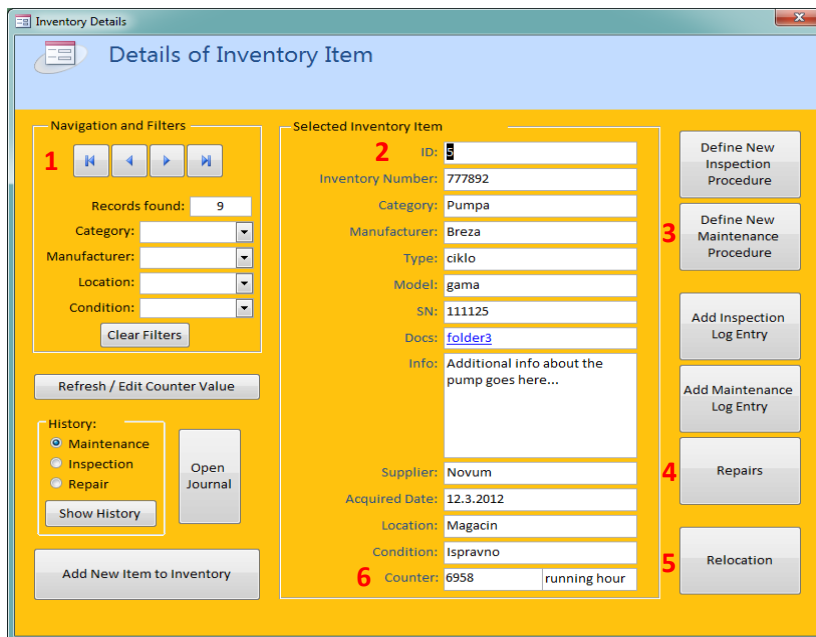 Inventory Details
Details of Inventory Item
Navigation and Filters
1
Records found: 9
Category:
Manufacturer:
Location:
Condition:
Clear Filters
Refresh / Edit Counter Value
History:
Maintenance
Inspection
Repair
Show History
Open
Journal
Add New Item to Inventory
Selected Inventory Item
2 ID: 5
Inventory Number: 777892
Category: Pumpa
Manufacturer: Breza
Type: ciklo
Model: gama
SN: 111125
Docs: folder3
Info: Additional info about the
pump goes here...
Supplier: Novum
Acquired Date: 12.3.2012
Location: Magacin
Condition: Ispravno
6 Counter: 6958 running hour
Define New
Inspection
Procedure
3
Define New
Maintenance
Procedure
Add Inspection
Log Entry
Add Maintenance
Log Entry
4 Repairs
5 Relocation